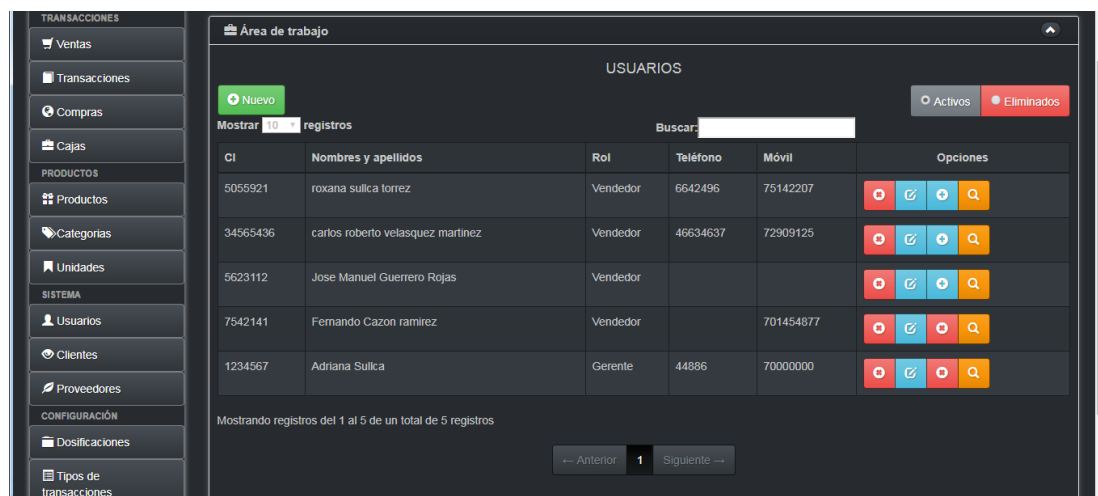 TRANSACCIONES
Ventas
Transacciones
Compras
Cajas
PRODUCTOS
Productos
Categorias
Unidades
SISTEMA
Usuarios
Clientes
Proveedores
CONFIGURACIÓN
Dosificaciones
Tipos de
transacciones
Área de trabajo
USUARIOS
Nuevo
Activos Eliminados
Mostrar 10 registros Buscar:
CI Nombres y apellidos Rol Teléfono Móvil Opciones
5055921 roxana sullca torrez Vendedor 6642496 75142207
34565436 carlos roberto velasquez martinez Vendedor 46634637 72909125
5623112 Jose Manuel Guerrero Rojas Vendedor
7542141 Fernando Cazon ramirez Vendedor 701454877
1234567 Adriana Sullca Gerente 44886 70000000
Mostrando registros del 1 al 5 de un total de 5 registros
← Anterior 1 Siguiente →